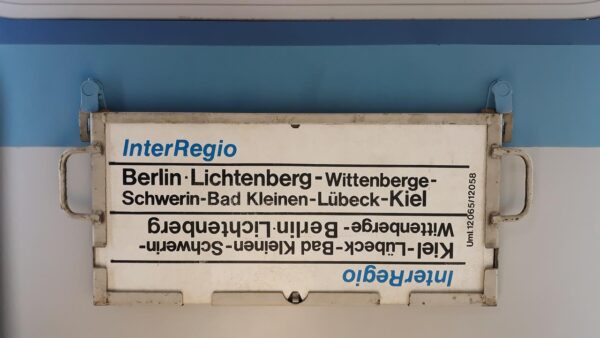 InterRegio
Berlin-Lichtenberg-Wittenberge-
Schwerin-Bad Kleinen-Lübeck-Kiel
InterRegio
Kiel-Lübeck-Bad Kleinen-Schwerin-
Wittenberge-Berlin-Lichtenberg
Uml 12065/12058